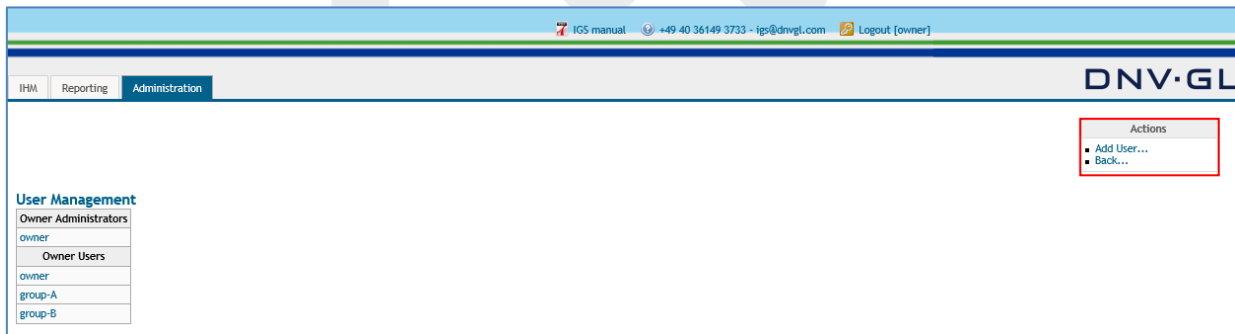 IGS manual +49 40 36149 3733 - igs@dnvgl.com Logout [owner]
IHM Reporting Administration
DNV·GL
Actions
Add User...
Back...
User Management
Owner Administrators
owner
Owner Users
owner
group-A
group-B